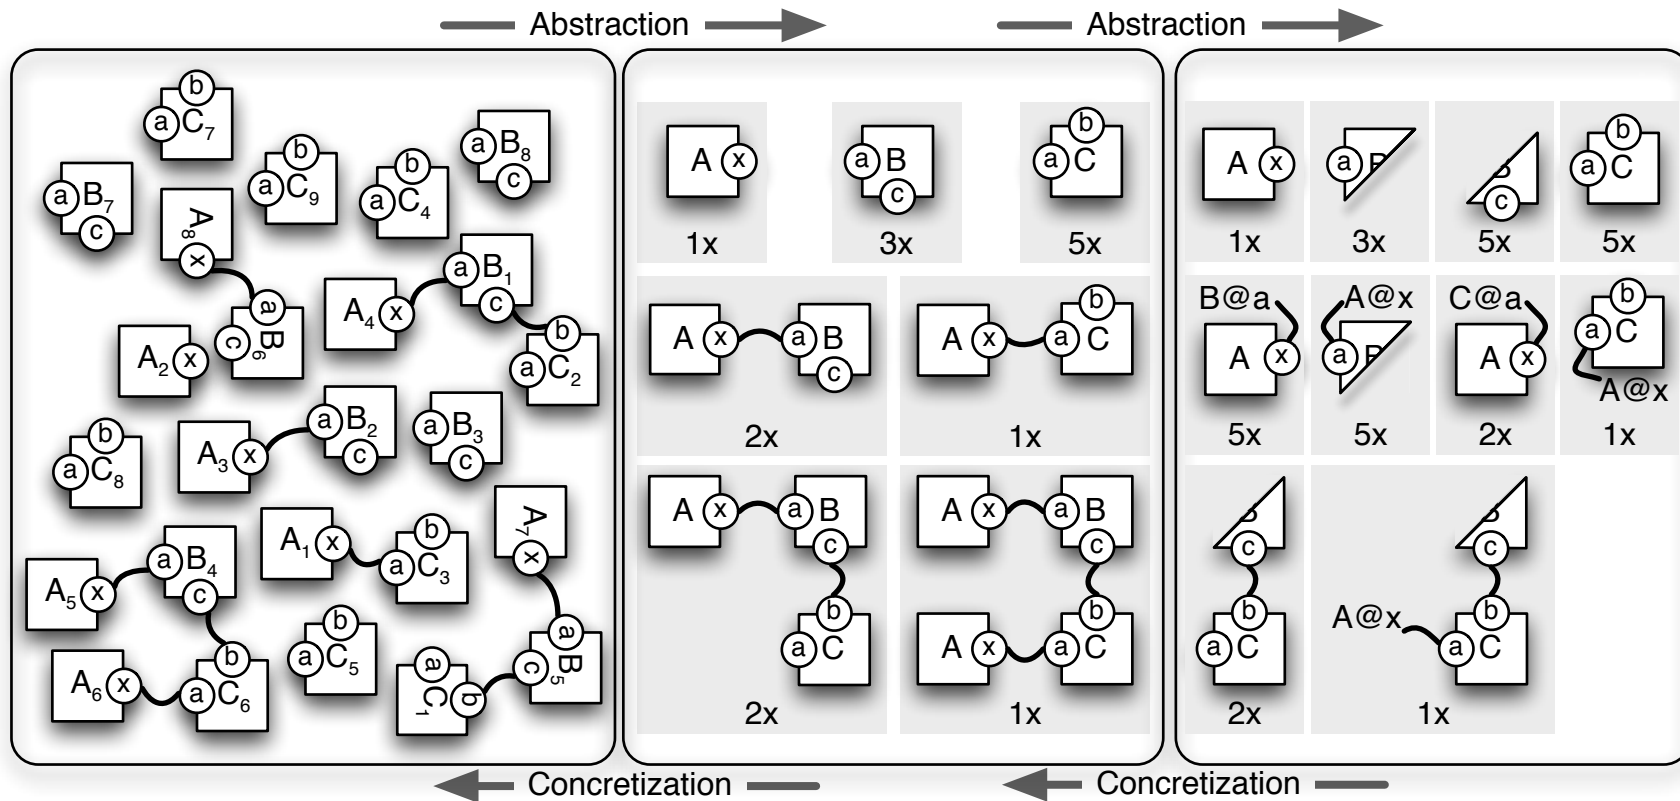 Abstraction Abstraction
b
a C7
b
a C9
b
a C4
a B8
c
a B7
c
A8
x
a B6
c
A4 x
a B1
c
b
a C2
A2 x
A3 x
a B2
c
a B3
c
b
a C8
A1 x
b
a C3
A7
x
a B5
c
A5 x
a B4
c
A6 x
b
a C6
b
a C5
a
b
C1
A x
1x
a B
c
3x
b
a C
5x
A x a B
c
2x
A x a C
b
1x
A x a B
c
b
a C
2x
A x a B
c
b
A x a C
1x
A x
1x
a B
3x
B
c
5x
b
a C
5x
B@a
A x
5x
A@x
a B
5x
C@a
A x
2x
b
a C
A@x
1x
B
c
b
a C
2x
B
c
b
A@x
a C
1x
Concretization Concretization